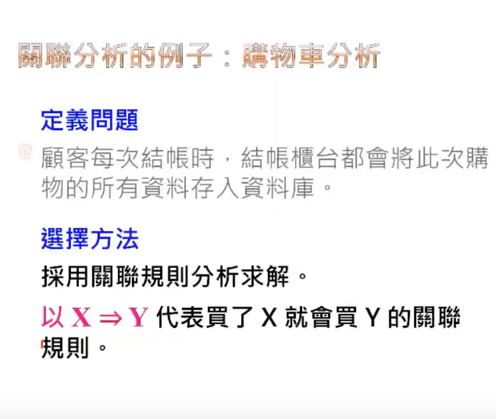 關聯分析的例子：購物車分析
定義問題
顧客每次結帳時，結帳櫃台都會將此次購
物的所有資料存入資料庫。
選擇方法
採用關聯規則分析求解。
以 X ⇒ Y 代表買了 X 就會買 Y 的關聯
規則。